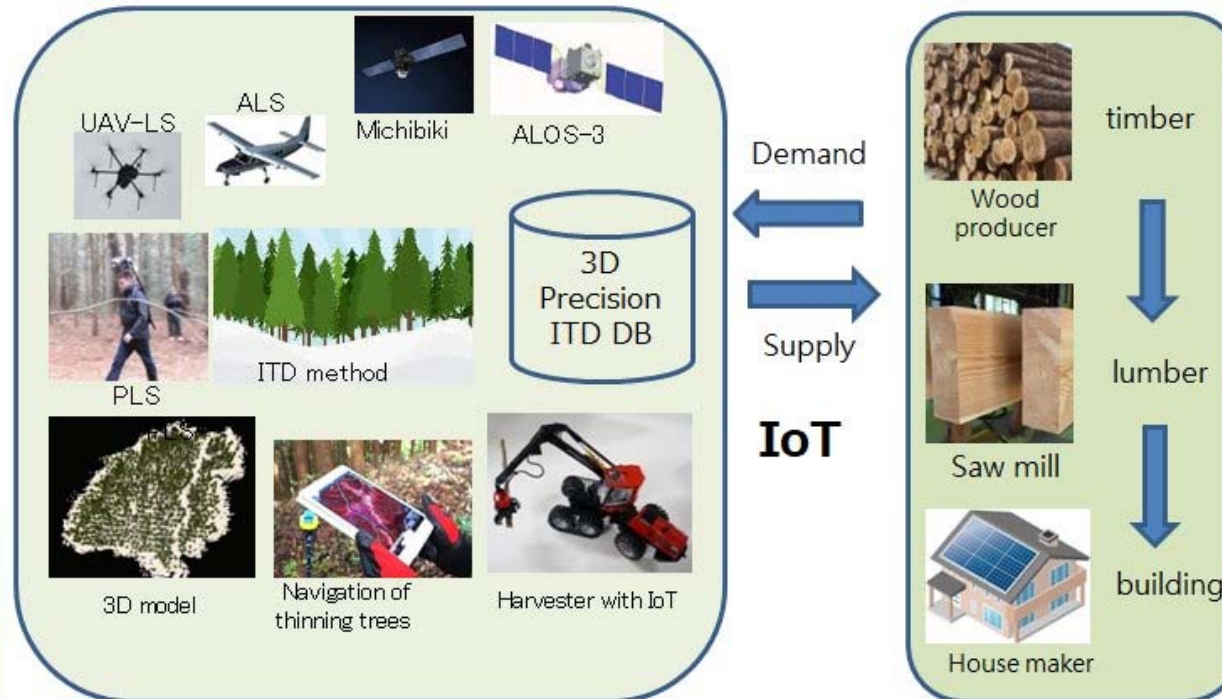 UAV-LS
ALS
Michibiki
ALOS-3
PLS
ITD method
3D
Precision
ITD DB
3D model
Navigation of
thinning trees
Harvester with IoT
Demand
Supply
IoT
Wood
producer
timber
Saw mill
lumber
House maker
building